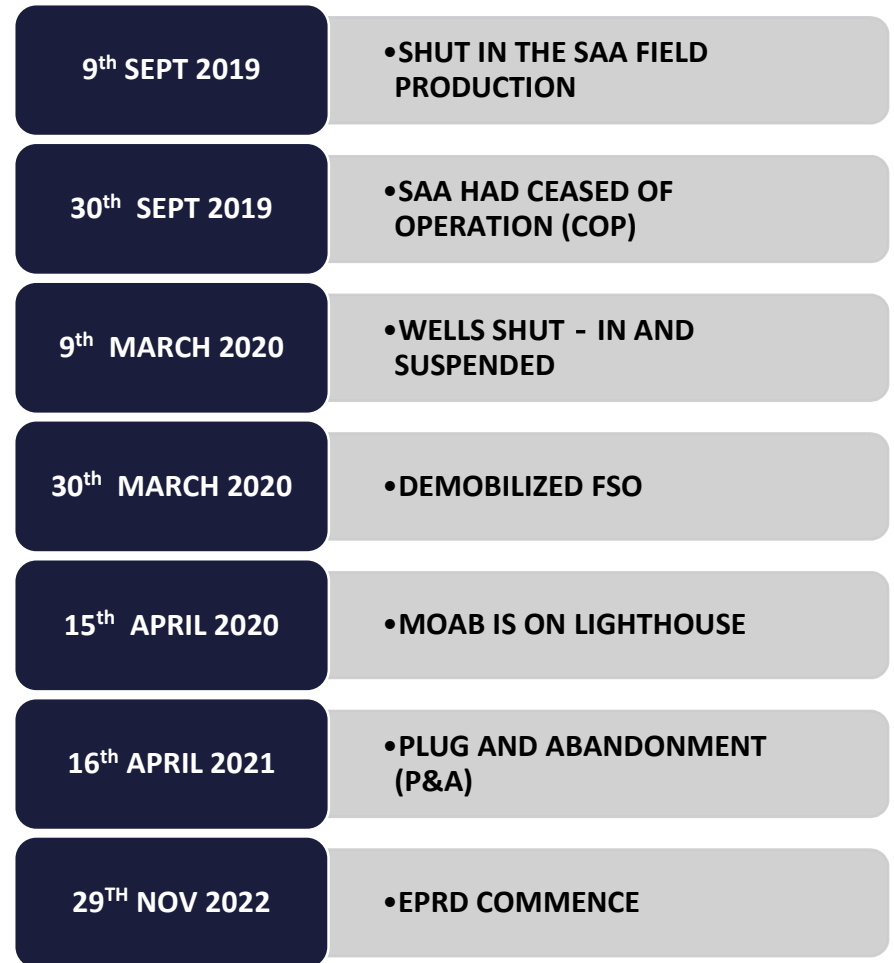 9th SEPT 2019
•SHUT IN THE SAA FIELD
PRODUCTION
30th SEPT 2019
•SAA HAD CEASED OF
OPERATION (COP)
9th MARCH 2020
•WELLS SHUT - IN AND
SUSPENDED
30th MARCH 2020
•DEMOBILIZED FSO
15th APRIL 2020
•MOAB IS ON LIGHTHOUSE
16th APRIL 2021
•PLUG AND ABANDONMENT
(P&A)
29TH NOV 2022
•EPRD COMMENCE